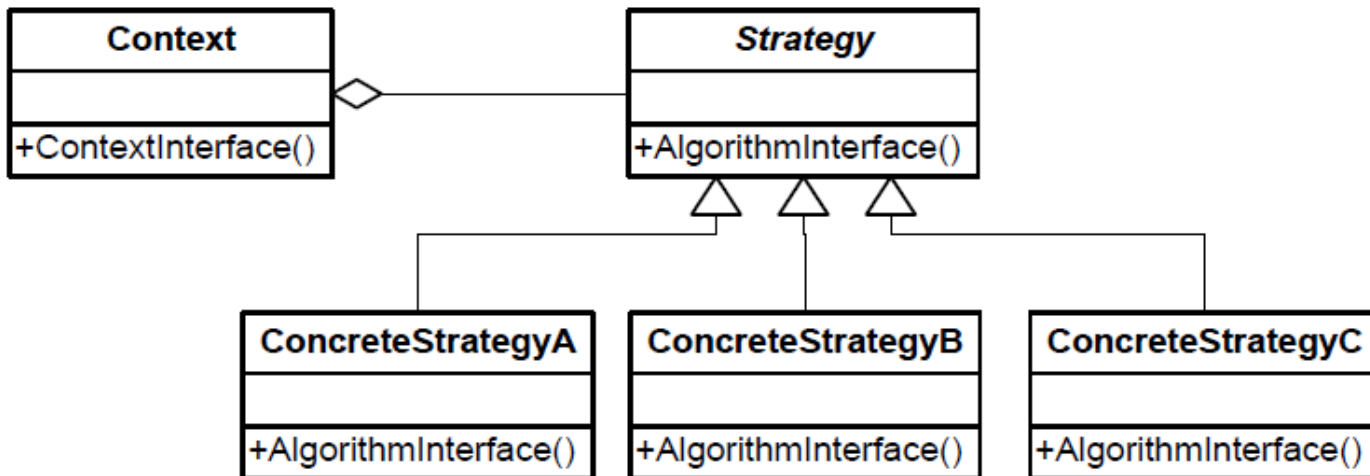 Context
+ContextInterface()
Strategy
+AlgorithmInterface()
ConcreteStrategyA
+AlgorithmInterface()
ConcreteStrategyB
+AlgorithmInterface()
ConcreteStrategyC
+AlgorithmInterface()